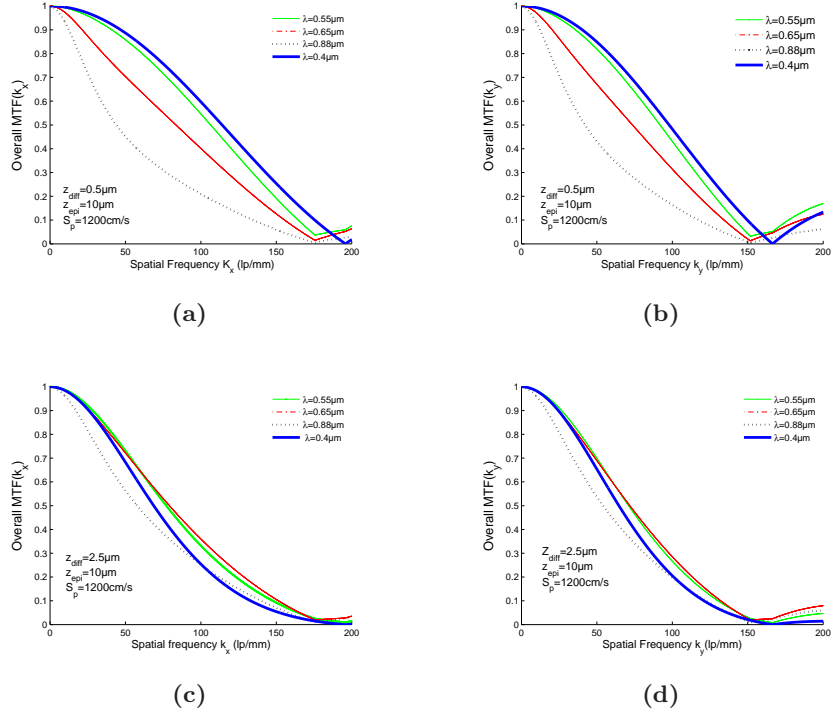 Overall MTF(kx)
1
0.9
0.8
0.7
0.6
0.5
0.4
0.3
0.2
0.1
0
0 50 100 150 200
Spatial Frequency Kx (lp/mm)
λ=0.55μm
λ=0.65μm
λ=0.88μm
λ=0.4μm
zdiff=0.5μm
zepi=10μm
Sp=1200cm/s
(a)
Overall MTF(ky)
1
0.9
0.8
0.7
0.6
0.5
0.4
0.3
0.2
0.1
0
0 50 100 150 200
Spatial Frequency ky (lp/mm)
λ=0.55μm
λ=0.65μm
λ=0.88μm
λ=0.4μm
zdiff=0.5μm
zepi=10μm
Sp=1200cm/s
(b)
Overall MTF(kx)
1
0.9
0.8
0.7
0.6
0.5
0.4
0.3
0.2
0.1
0
0 50 100 150 200
Spatial frequency kx (lp/mm)
λ=0.55μm
λ=0.65μm
λ=0.88μm
λ=0.4μm
zdiff=2.5μm
zepi=10μm
Sp=1200cm/s
(c)
Overall MTF(ky)
1
0.9
0.8
0.7
0.6
0.5
0.4
0.3
0.2
0.1
0
0 50 100 150 200
Spatial Frequency ky(lp/mm)
λ=0.55μm
λ=0.65μm
λ=0.88μm
λ=0.4μm
Zdiff=2.5μm
zepi=10μm
Sp=1200cm/s
(d)